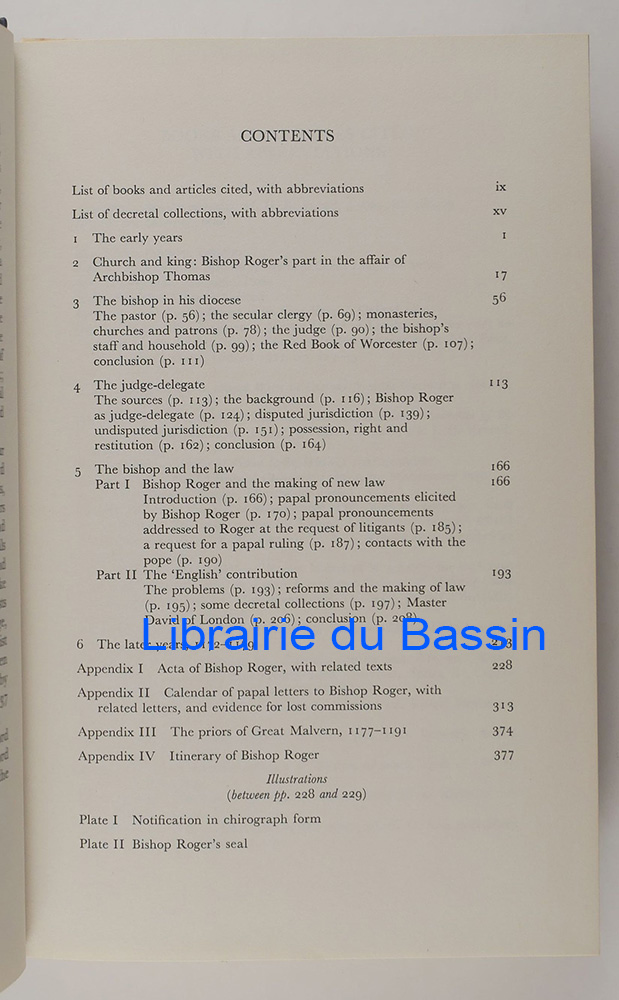 CONTENTS
List of books and articles cited, with abbreviations ix
List of decretal collections, with abbreviations xv
1 The early years 1
2 Church and king: Bishop Roger's part in the affair of
Archbishop Thomas 17
3 The bishop in his diocese 56
The pastor (p. 56); the secular clergy (p. 69); monasteries,
churches and patrons (p. 78); the judge (p. 90); the bishop's
staff and household (p. 99); the Red Book of Worcester (p. 107);
conclusion (p. 111)
4 The judge-delegate 113
The sources (p. 113); the background (p. 116); Bishop Roger
as judge-delegate (p. 124); disputed jurisdiction (p. 139);
undisputed jurisdiction (p. 151); possession, right and
restitution (p. 162); conclusion (p. 164)
5 The bishop and the law 166
Part I Bishop Roger and the making of new law 166
Introduction (p. 166); papal pronouncements elicited
by Bishop Roger (p. 170); papal pronouncements
addressed to Roger at the request of litigants (p. 185);
a request for a papal ruling (p. 187); contacts with the
pope (p. 190)
Part II The 'English' contribution 193
The problems (p. 193); reforms and the making of law
(p. 195); some decretal collections (p. 197); Master
David of London (p. 206); conclusion (p. 208)
Librairie du Bassin
6 The later years,
Appendix I Acta of Bishop Roger, with related texts 228
Appendix II Calendar of papal letters to Bishop Roger, with
related letters, and evidence for lost commissions 313
Appendix III The priors of Great Malvern, 1177–1191 374
Appendix IV Itinerary of Bishop Roger 377
Illustrations
(between pp. 228 and 229)
Plate I Notification in chirograph form
Plate II Bishop Roger's seal